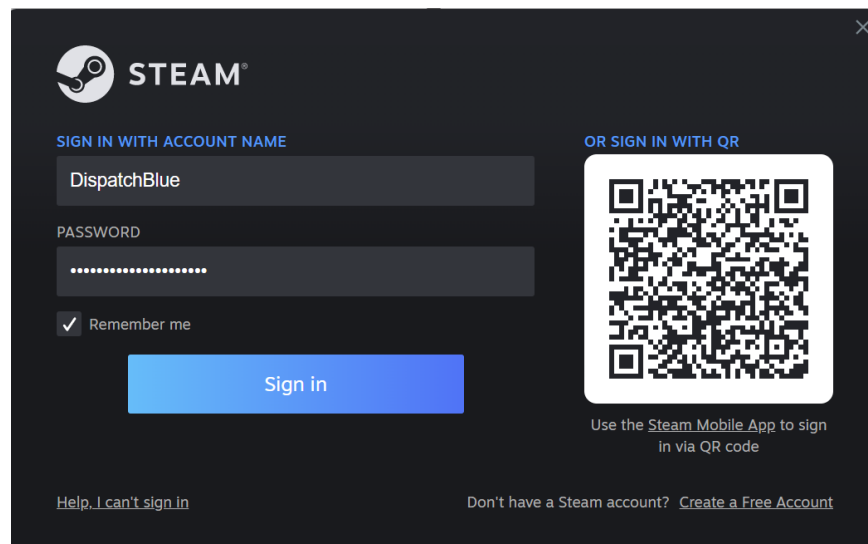 STEAM®
SIGN IN WITH ACCOUNT NAME
DispatchBlue
PASSWORD
•••••••••••••••••••••
Remember me
Sign in
Help, I can't sign in
OR SIGN IN WITH QR
Use the Steam Mobile App to sign
in via QR code
Don't have a Steam account? Create a Free Account